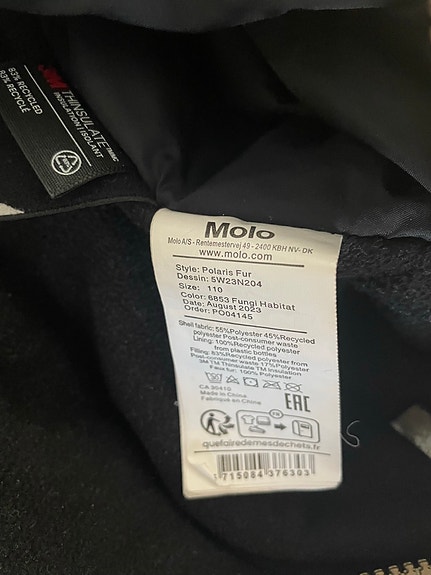 3M THINSULATE
INSULATION | ISOLANT
83% RECYCLED
83% RECYCLÉ
Molo
Molo A/S - Rentemestervej 49 - 2400 KBH NV- DK
www.molo.com
Style: Polaris Fur
Dessin: 5W23N204
Size: 110
Color: 6853 Fungi Habitat
Date: August 2023
Order: PO04145
Shell fabric: 55%Polyester 45%Recycled
polyester Post-consumer waste
Lining: 100%Recycled polyester
from plastic bottles
Filling: 83%Recycled polyester from
Post-consumer waste 17%Polyester
3M TM Thinsulate TM Insulation
Faux fur: 100% Polyester
CA 30410
Made in China
Fabriqué en Chine
EAC
FR
quefairedemesdechets.fr
1715084 376303